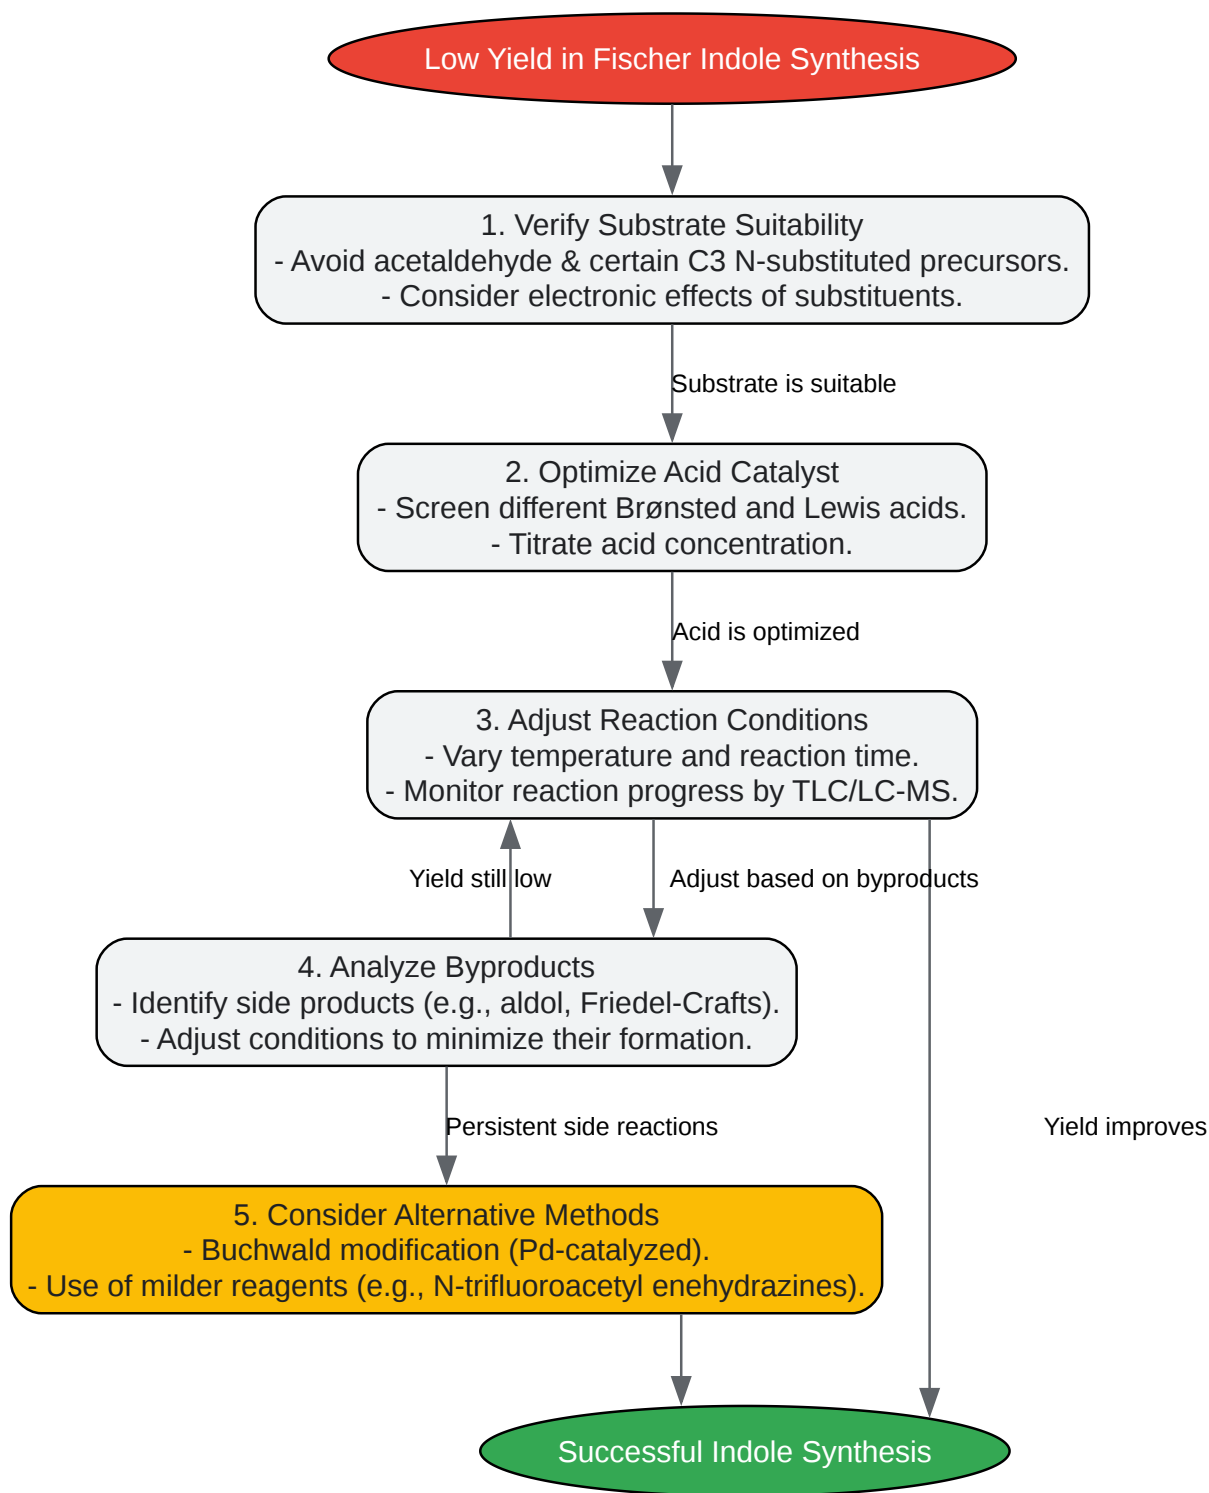 Low Yield in Fischer Indole Synthesis
1. Verify Substrate Suitability
- Avoid acetaldehyde & certain C3 N-substituted precursors.
- Consider electronic effects of substituents.
Substrate is suitable
2. Optimize Acid Catalyst
- Screen different Brønsted and Lewis acids.
- Titrate acid concentration.
Acid is optimized
3. Adjust Reaction Conditions
- Vary temperature and reaction time.
- Monitor reaction progress by TLC/LC-MS.
Yield still low
Adjust based on byproducts
4. Analyze Byproducts
- Identify side products (e.g., aldol, Friedel-Crafts).
- Adjust conditions to minimize their formation.
Persistent side reactions
Yield improves
5. Consider Alternative Methods
- Buchwald modification (Pd-catalyzed).
- Use of milder reagents (e.g., N-trifluoroacetyl enehydrazines).
Successful Indole Synthesis